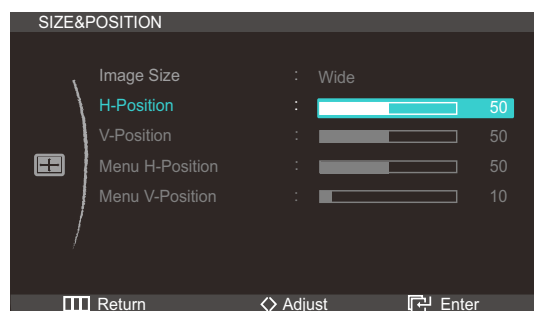 SIZE&POSITION
Image Size : Wide
H-Position : 50
V-Position : 50
Menu H-Position : 50
Menu V-Position : 10
Return Adjust Enter